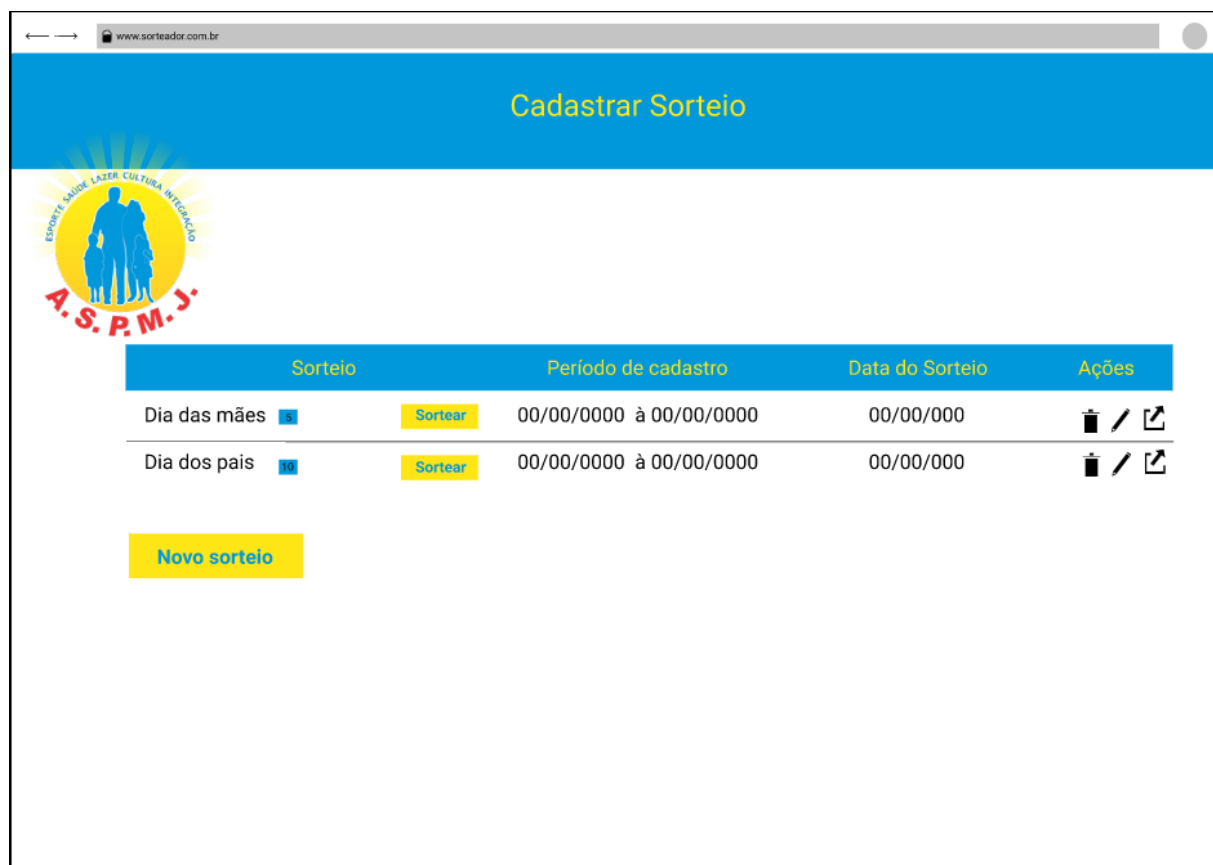 www.sorteador.com.br
Cadastrar Sorteio
ESPORTE SAÚDE LAZER CULTURA INTEGRAÇÃO
A.S.P.M.J.
Sorteio Período de cadastro Data do Sorteio Ações
Dia das mães 5 Sortear 00/00/0000 à 00/00/0000 00/00/000
Dia dos pais 10 Sortear 00/00/0000 à 00/00/0000 00/00/000
Novo sorteio